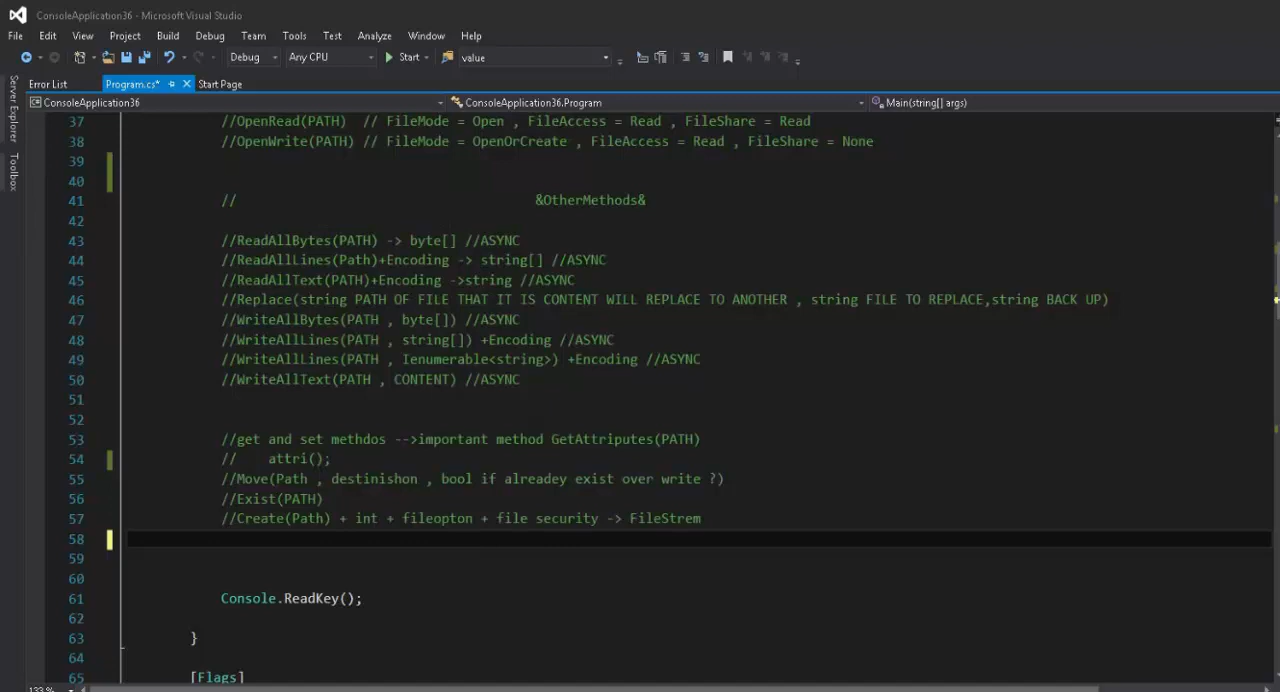 ConsoleApplication36 - Microsoft Visual Studio
File Edit View Project Build Debug Team Tools Test Analyze Window Help
Debug Any CPU Start value
Error List Program.cs* Start Page
ConsoleApplication36 ConsoleApplication36.Program Main(string[] args)
Server Explorer
Toolbox
37 //OpenRead(PATH) // FileMode = Open , FileAccess = Read , FileShare = Read
38 //OpenWrite(PATH) // FileMode = OpenOrCreate , FileAccess = Read , FileShare = None
39
40
41 // &OtherMethods&
42
43 //ReadAllBytes(PATH) -> byte[] //ASYNC
44 //ReadAllLines(Path)+Encoding -> string[] //ASYNC
45 //ReadAllText(PATH)+Encoding ->string //ASYNC
46 //Replace(string PATH OF FILE THAT IT IS CONTENT WILL REPLACE TO ANOTHER , string FILE TO REPLACE,string BACK UP)
47 //WriteAllBytes(PATH , byte[]) //ASYNC
48 //WriteAllLines(PATH , string[]) +Encoding //ASYNC
49 //WriteAllLines(PATH , Ienumerable<string>) +Encoding //ASYNC
50 //WriteAllText(PATH , CONTENT) //ASYNC
51
52
53 //get and set methdos -->important method GetAttriputes(PATH)
54 // attri();
55 //Move(Path , destinishon , bool if alreadey exist over write ?)
56 //Exist(PATH)
57 //Create(Path) + int + fileopton + file security -> FileStrem
58
59
60
61 Console.ReadKey();
62
63 }
64
65 [Flags]
133 %